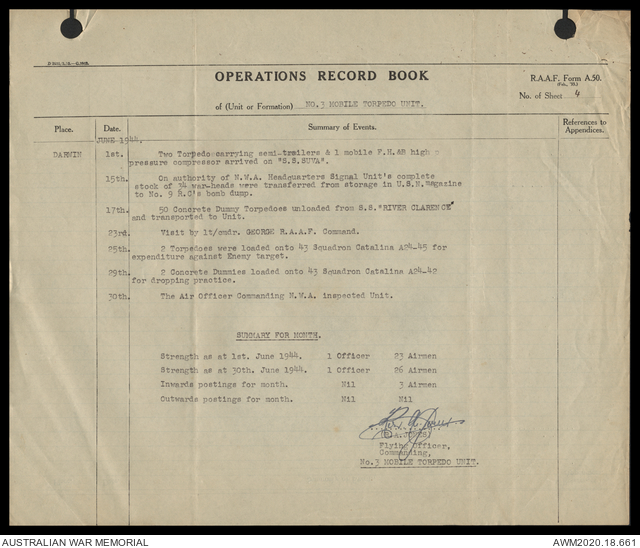 OPERATIONS RECORD BOOK
R.A.A.F. Form A.50.
(Feb., '39.)
No. of Sheet 4
of (Unit or Formation) NO.3 MOBILE TORPEDO UNIT.
Place. Date. Summary of Events. References to Appendices.
JUNE 1944.
DARWIN 1st. Two Torpedo carrying semi-trailers & 1 mobile high
pressure compressor arrived on "S.S.SUVA".
15th. On authority of N.W.A. Headquarters Signal Unit's complete
stock of 34 war-heads were transferred from storage in U.S.N. magazine
to No. 9 R.C's bomb dump.
17th. 50 Concrete Dummy Torpedoes unloaded from S.S."RIVER CLARENCE"
and transported to Unit.
23rd. Visit by lt/cmdr. GEORGE R.A.A.F. Command.
25th. 2 Torpedoes were loaded onto 43 Squadron Catalina A24-45 for
expenditure against Enemy target.
29th. 2 Concrete Dummies loaded onto 43 Squadron Catalina A24-42
for dropping practice.
30th. The Air Officer Commanding N.W.A. inspected Unit.
SUMMARY FOR MONTH.
Strength as at 1st. June 1944. 1 Officer 23 Airmen
Strength as at 30th. June 1944. 1 Officer 26 Airmen
Inwards postings for month. Nil 3 Airmen
Outwards postings for month. Nil Nil
(R.A.JONES)
Flying Officer,
Commanding,
No.3 MOBILE TORPEDO UNIT.
AUSTRALIAN WAR MEMORIAL AWM2020.18.661